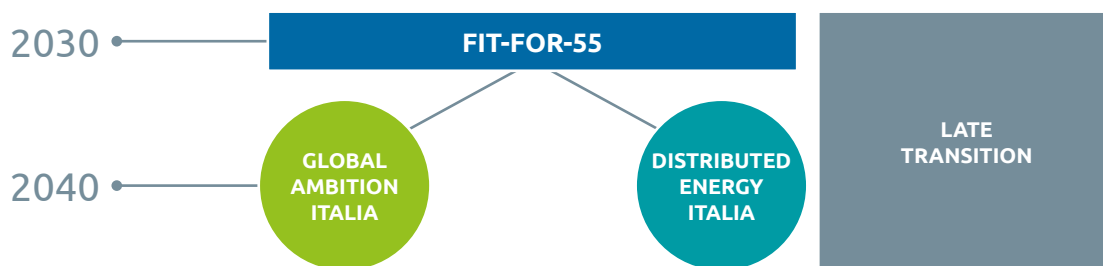 2030
FIT-FOR-55
LATE
TRANSITION
2040
GLOBAL
AMBITION
ITALIA
DISTRIBUTED
ENERGY
ITALIA